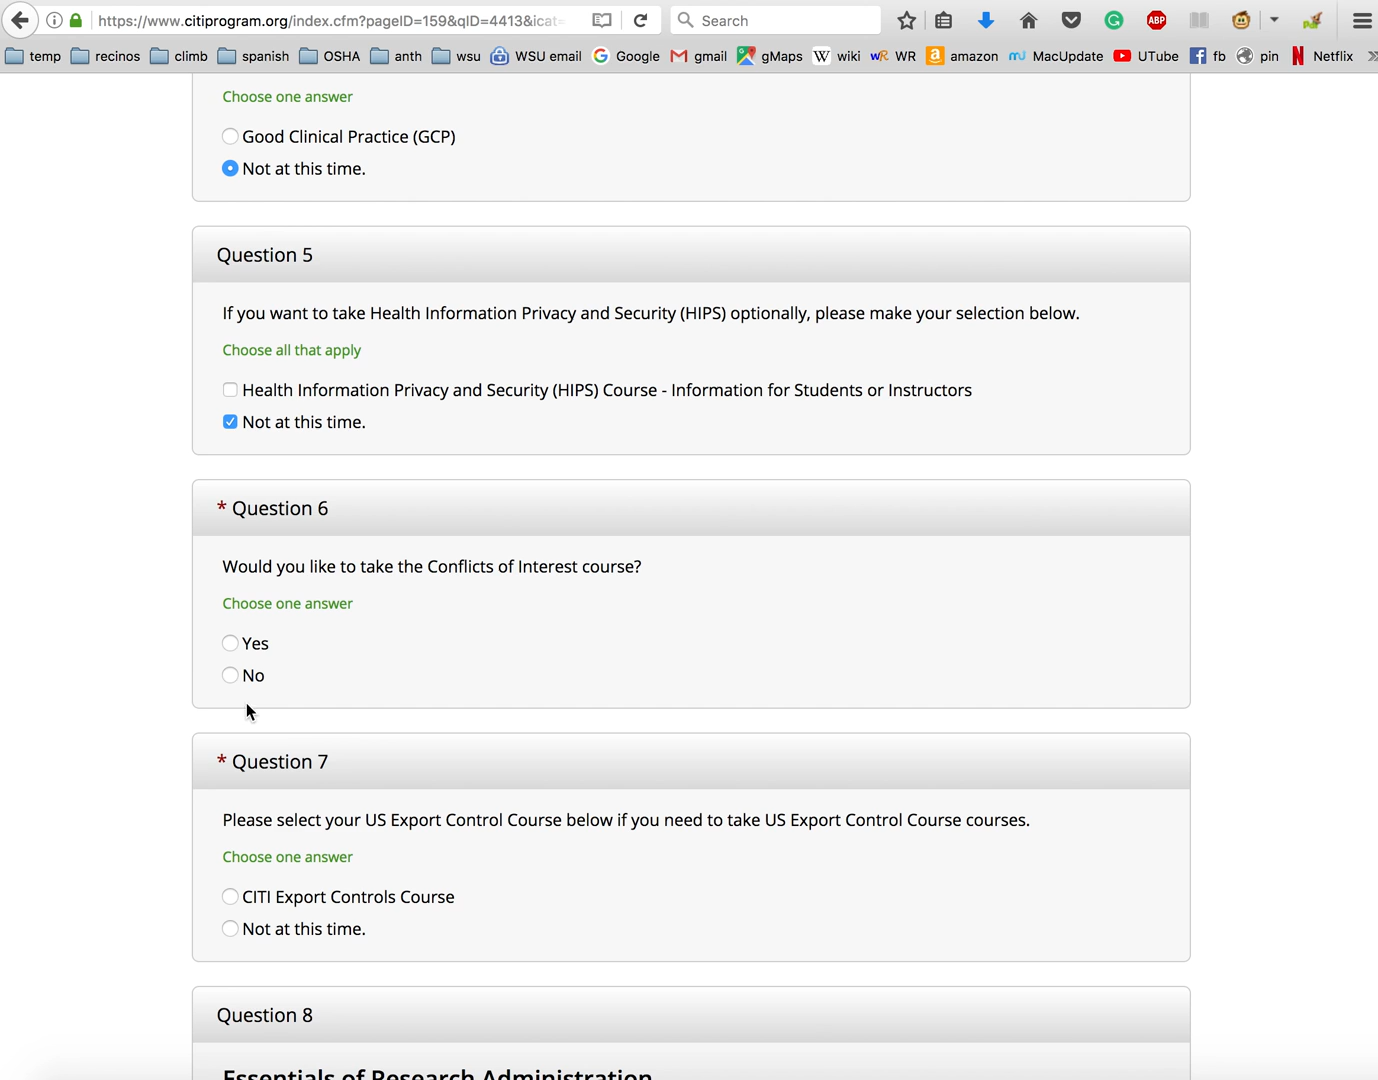 https://www.citiprogram.org/index.cfm?pageID=159&qID=4413&icat=
Search
ABP
temp recinos climb spanish OSHA anth wsu WSU email Google gmail gMaps wiki WR amazon MacUpdate UTube fb pin Netflix
Choose one answer
Good Clinical Practice (GCP)
Not at this time.
Question 5
If you want to take Health Information Privacy and Security (HIPS) optionally, please make your selection below.
Choose all that apply
Health Information Privacy and Security (HIPS) Course - Information for Students or Instructors
Not at this time.
* Question 6
Would you like to take the Conflicts of Interest course?
Choose one answer
Yes
No
* Question 7
Please select your US Export Control Course below if you need to take US Export Control Course courses.
Choose one answer
CITI Export Controls Course
Not at this time.
Question 8
Essentials of Research Administration